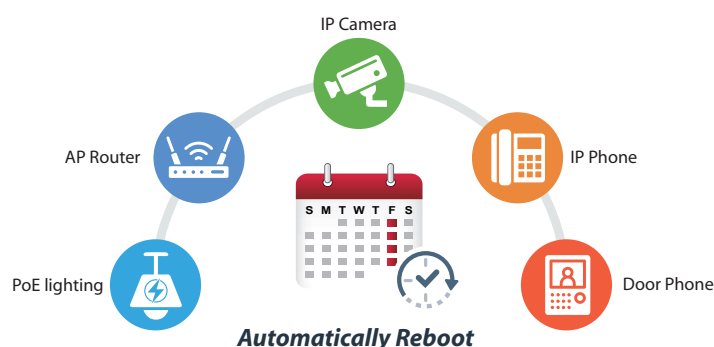 IP Camera
AP Router
IP Phone
S M T W T F S
PoE lighting
Door Phone
Automatically Reboot